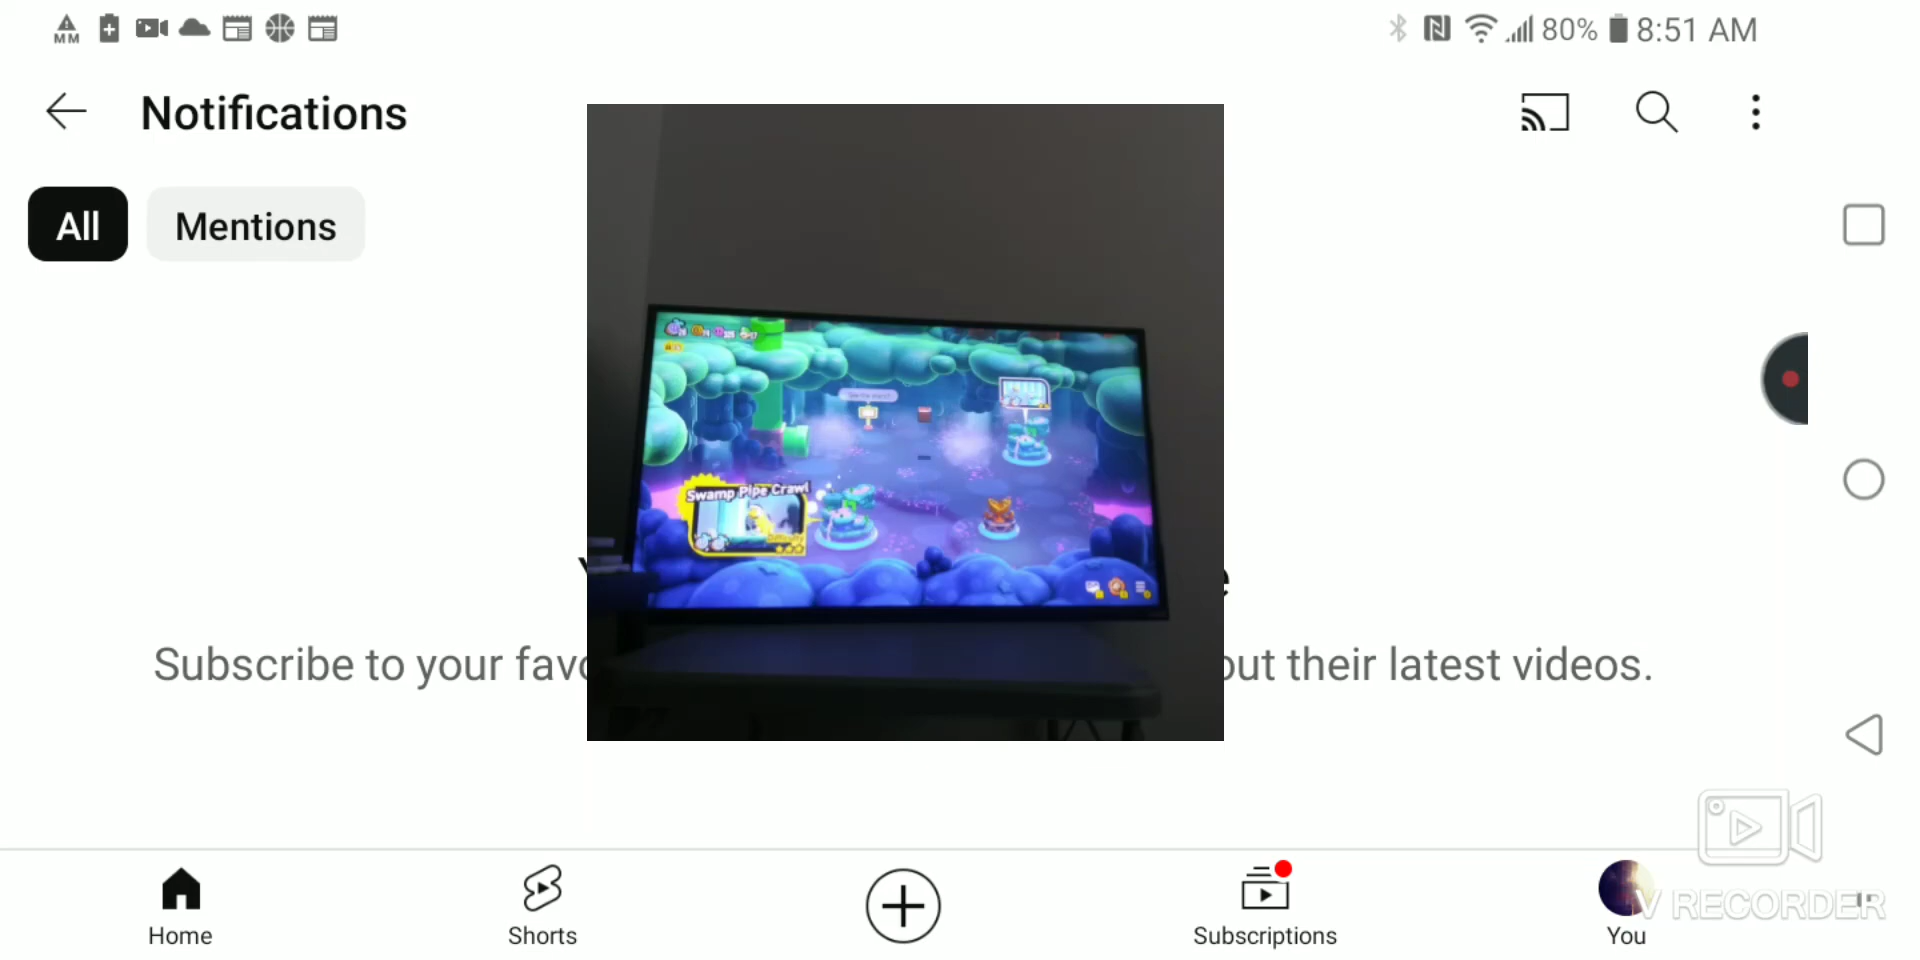 MM
80% 8:51 AM
Notifications
All Mentions
Swamp Pipe Crawl
Subscribe to your
out their latest videos.
Home
Shorts
Subscriptions
You
V RECORDER